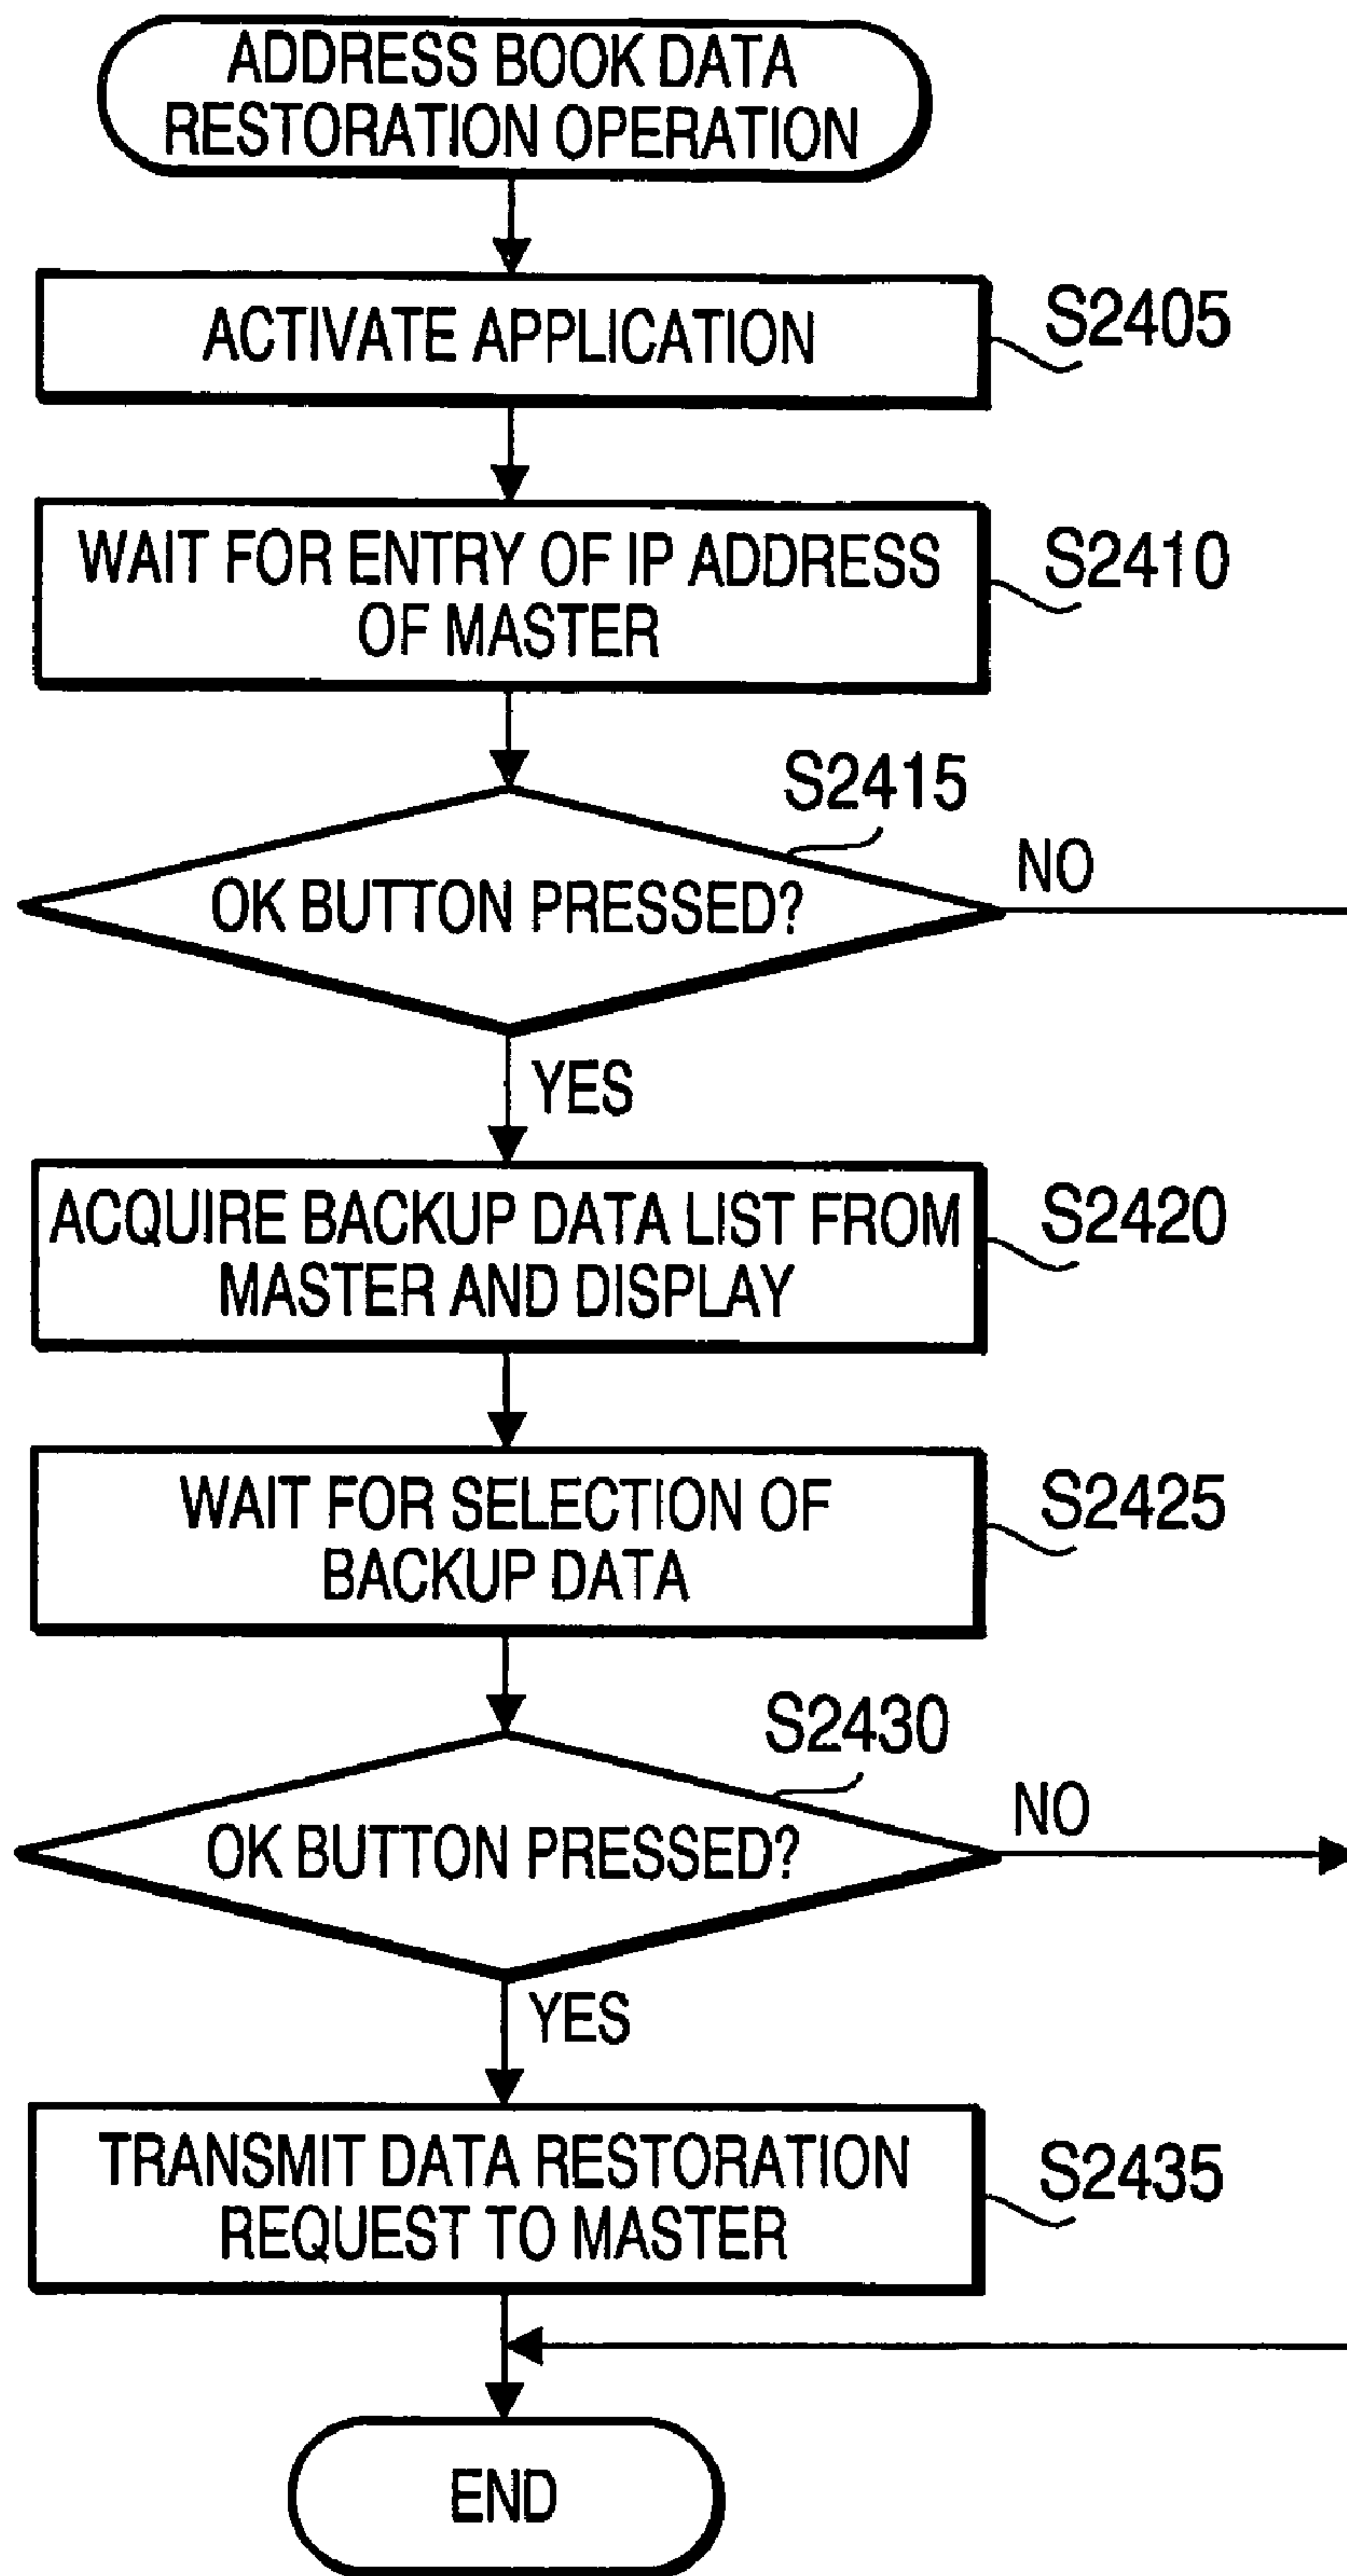 ADDRESS BOOK DATA
RESTORATION OPERATION
ACTIVATE APPLICATION
S2405
WAIT FOR ENTRY OF IP ADDRESS
OF MASTER
S2410
S2415
OK BUTTON PRESSED?
NO
YES
ACQUIRE BACKUP DATA LIST FROM
MASTER AND DISPLAY
S2420
WAIT FOR SELECTION OF
BACKUP DATA
S2425
S2430
OK BUTTON PRESSED?
NO
YES
TRANSMIT DATA RESTORATION
REQUEST TO MASTER
S2435
END